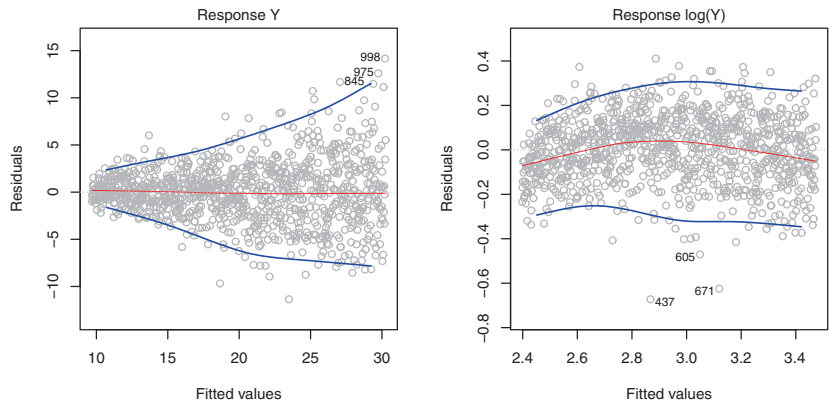 Response Y
998
975
845
15
10
5
0
−5
−10
Residuals
10 15 20 25 30
Fitted values
Response log(Y)
0.4
0.2
0.0
−0.2
−0.4
−0.6
−0.8
Residuals
605
671
437
2.4 2.6 2.8 3.0 3.2 3.4
Fitted values